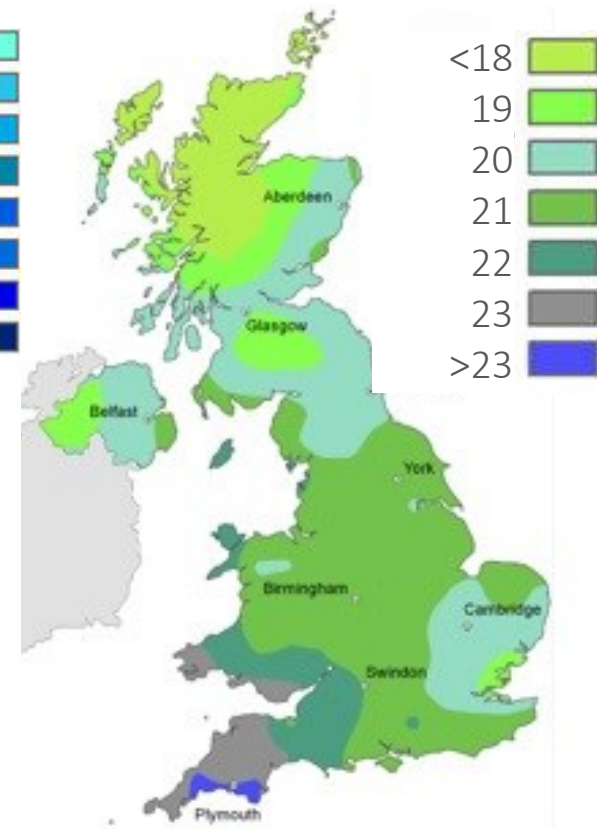 <18
19
20
21
22
23
>23
Aberdeen
Glasgow
Belfast
York
Birmingham
Cambridge
Swindon
Plymouth